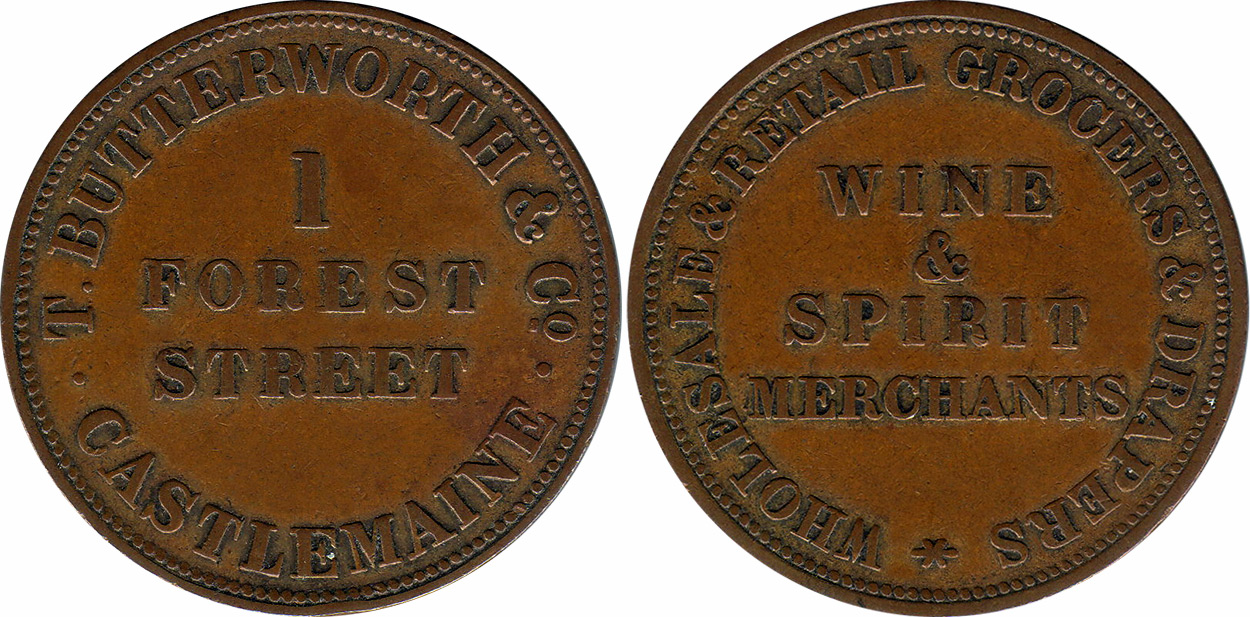 T. BUTTERWORTH & Co.
1
FOREST
STREET
CASTLEMAINE
WHOLESALE & RETAIL GROCERS & DRAPERS
WINE
&
SPIRIT
MERCHANTS